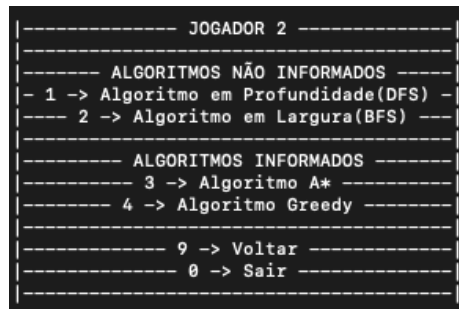 |--------------- JOGADOR 2 --------------|
|----------------------------------------|
|------- ALGORITMOS NÃO INFORMADOS ------|
|- 1 -> Algoritmo em Profundidade(DFS) --|
|---- 2 -> Algoritmo em Largura(BFS) ----|
|----------------------------------------|
|--------- ALGORITMOS INFORMADOS --------|
|---------- 3 -> Algoritmo A* -----------|
|-------- 4 -> Algoritmo Greedy ---------|
|----------------------------------------|
|------------- 9 -> Voltar --------------|
|-------------- 0 -> Sair ---------------|
|----------------------------------------|